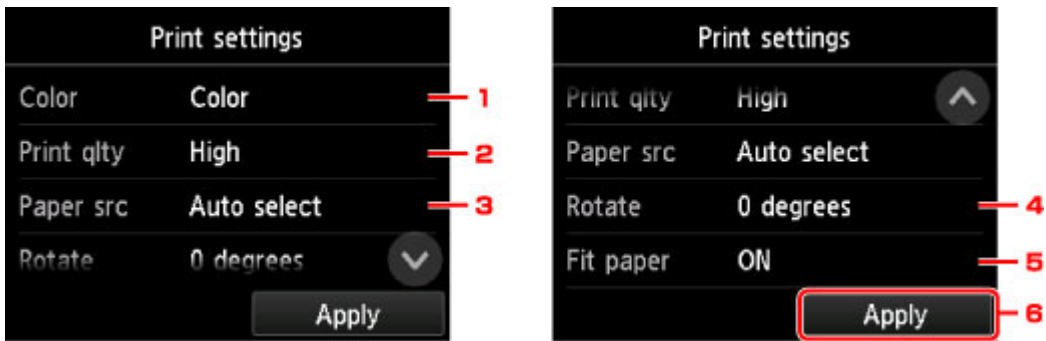 Print settings
Color Color 1
Print qlty High 2
Paper src Auto select 3
Rotate 0 degrees
Apply
Print settings
Print qlty High
Paper src Auto select
Rotate 0 degrees 4
Fit paper ON 5
Apply 6